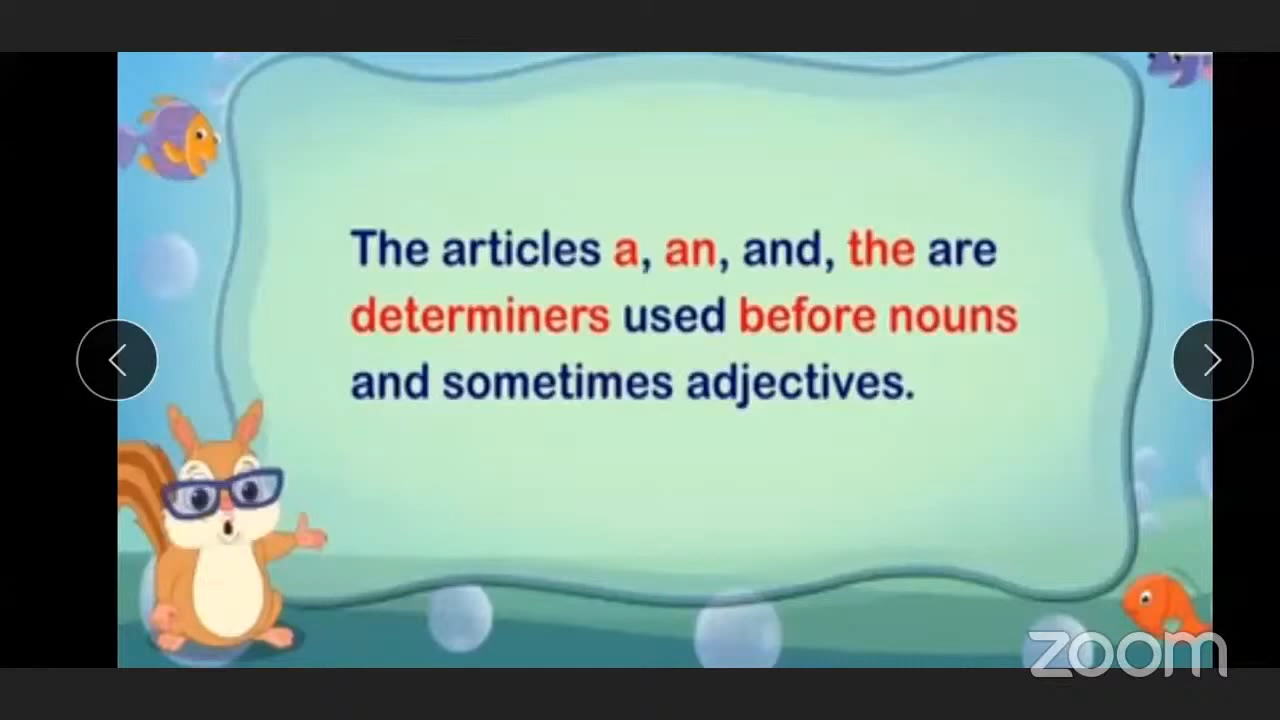 The articles a, an, and, the are
determiners used before nouns
and sometimes adjectives.
zoom